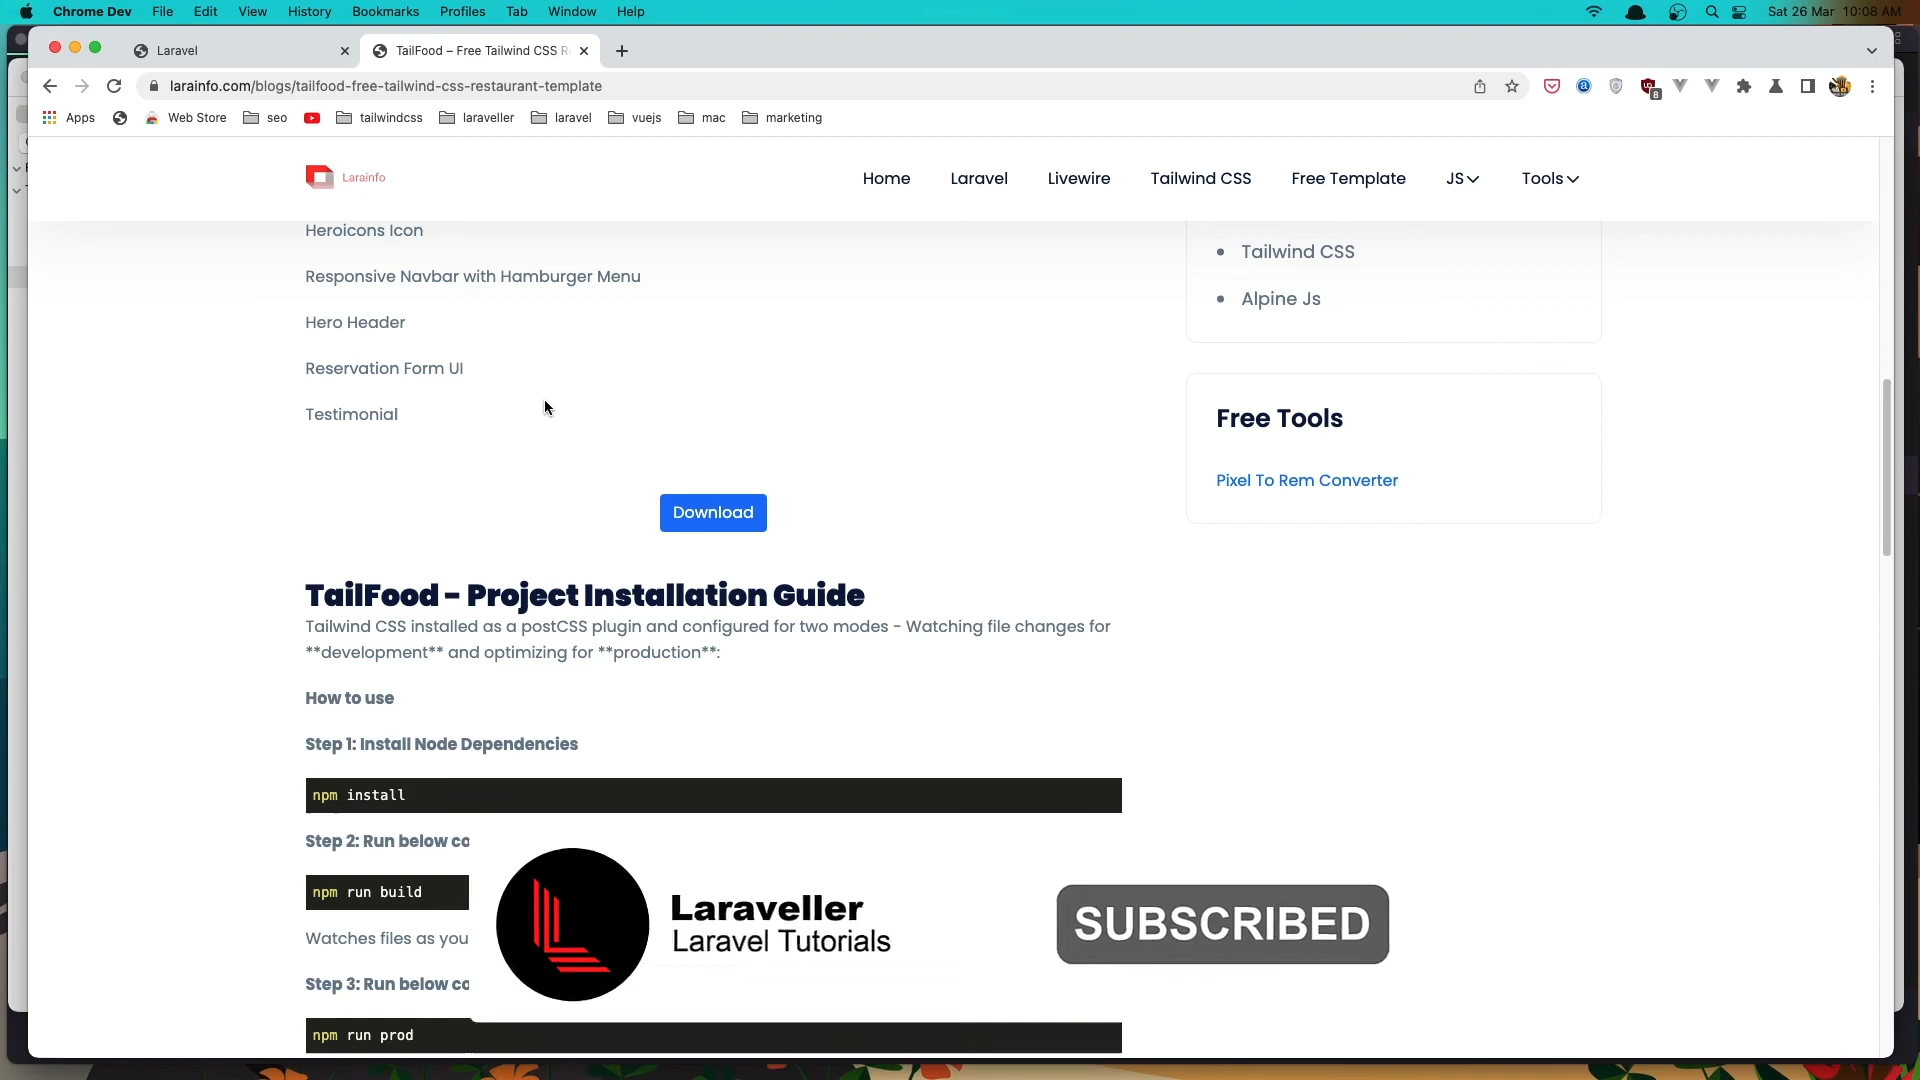 Chrome Dev File Edit View History Bookmarks Profiles Tab Window Help Sat 26 Mar 10:08 AM
Laravel
TailFood – Free Tailwind CSS R
larainfo.com/blogs/tailfood-free-tailwind-css-restaurant-template
8
Apps Web Store seo tailwindcss laraveller laravel vuejs mac marketing
Larainfo
Home Laravel Livewire Tailwind CSS Free Template JS Tools
Heroicons Icon
Responsive Navbar with Hamburger Menu
Hero Header
Reservation Form UI
Testimonial
Tailwind CSS
Alpine Js
Free Tools
Pixel To Rem Converter
Download
TailFood - Project Installation Guide
Tailwind CSS installed as a postCSS plugin and configured for two modes - Watching file changes for
**development** and optimizing for **production**:
How to use
Step 1: Install Node Dependencies
npm install
Step 2: Run below co
npm run build
Watches files as you
Step 3: Run below co
npm run prod
Laraveller
Laravel Tutorials
SUBSCRIBED